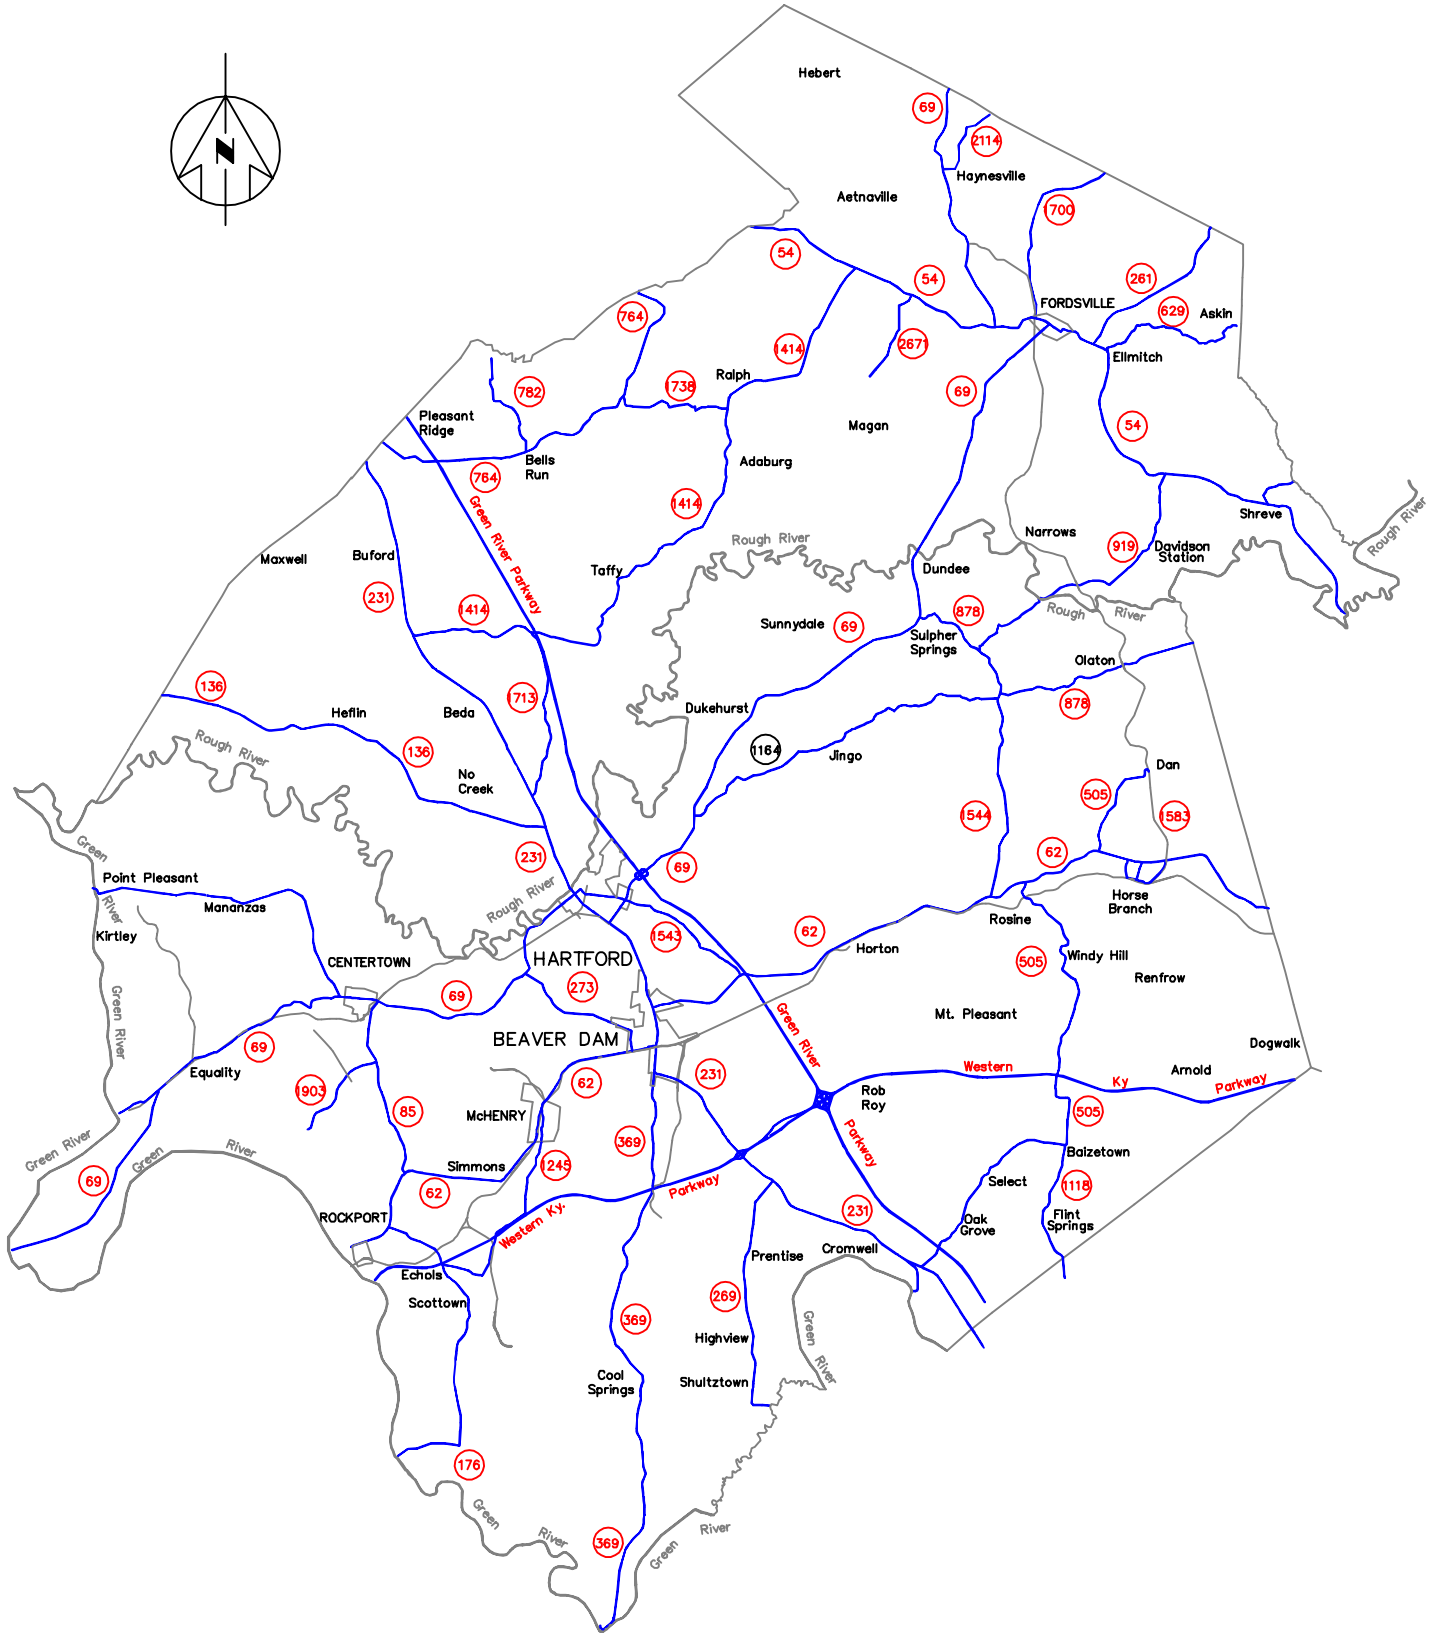 Hebert
69
2114
Haynesville
Aetnaville
1700
N
54
54
261
FORDSVILLE
629
Askin
764
1414
2671
Ellmitch
Ralph
782
1738
69
Pleasant
Ridge
Magan
54
Bells
Run
Adaburg
764
1414
Green River Parkway
Shreve
Rough River
Narrows
Rough River
919
Davidson
Station
Maxwell
Buford
Taffy
Dundee
231
1414
878
Rough
River
Sunnydale
69
Sulpher
Springs
Olaton
136
1713
878
Heflin
Beda
Dukehurst
Rough River
136
1164
Jingo
Dan
No
Creek
505
1544
1583
Green
231
69
62
Point Pleasant
Rough River
Horse
Branch
River
Mananzas
Rosine
Kirtley
1543
62
Horton
CENTERTOWN
HARTFORD
505
Windy Hill
Renfrow
Green River
69
273
Mt. Pleasant
Green River
BEAVER DAM
69
Dogwalk
Equality
Western
Arnold
231
Ky
Parkway
1903
62
Rob
Roy
85
McHENRY
505
369
Parkway
Green River
Green
River
Baizetown
Simmons
1245
69
62
Parkway
Select
1118
ROCKPORT
Western Ky.
231
Oak
Grove
Flint
Springs
Prentise
Cromwell
Echols
Scottown
269
369
Highview
Green River
Cool
Springs
Shultztown
176
Green
River
369
Green
River